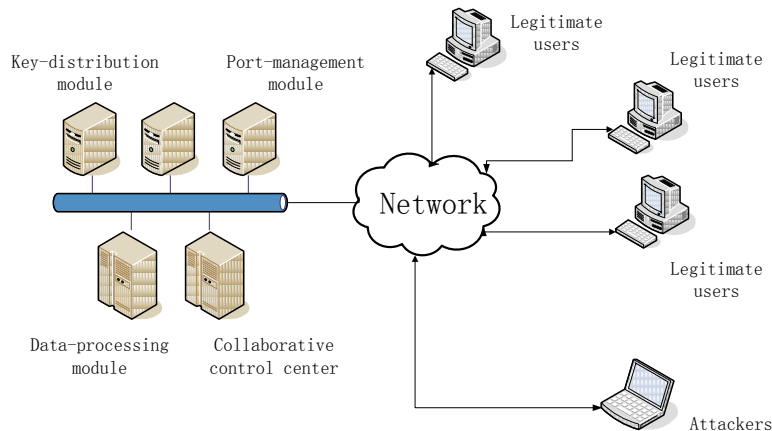 Legitimate
users
Key-distribution
module
Port-management
module
Legitimate
users
Network
Legitimate
users
Data-processing
module
Collaborative
control center
Attackers